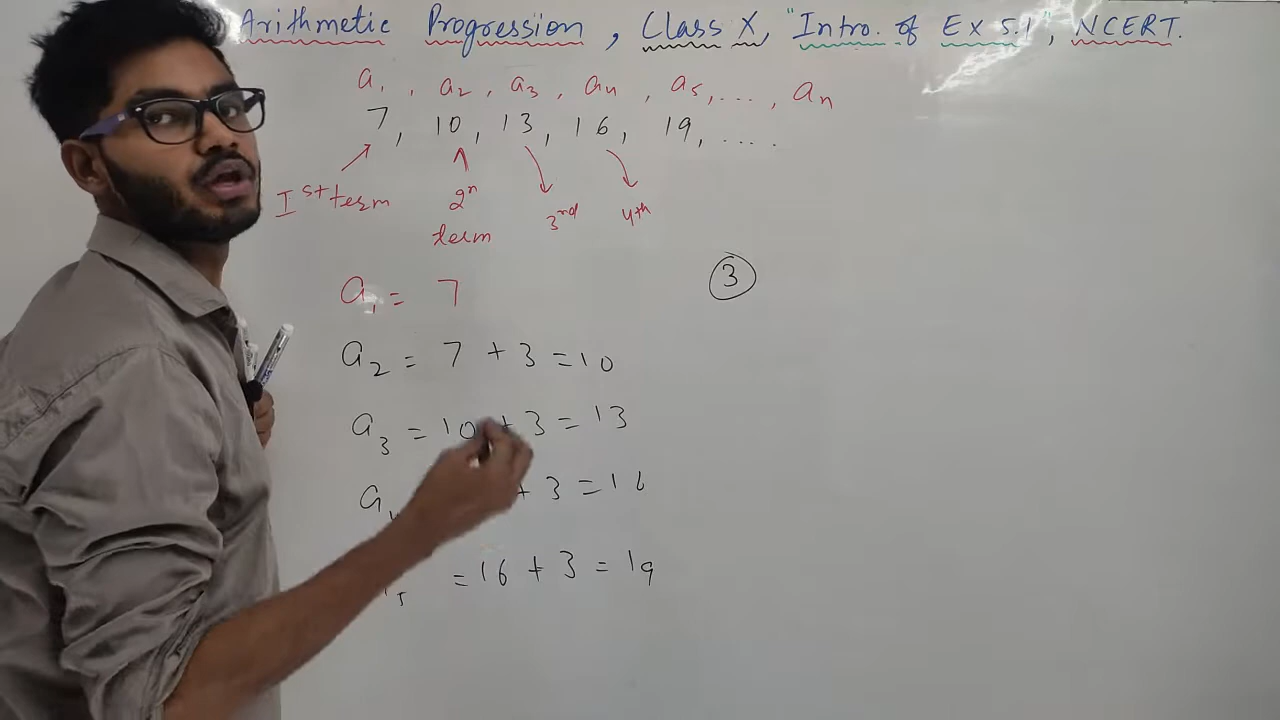 Arithmetic Progression, Class X, "Intro. of Ex 5.1", NCERT.
a₁, a₂, a₃, a₄, a₅, ..., aₙ
7, 10, 13, 16, 19, ....
Iˢᵗ term 2ⁿ term 3ʳᵈ 4th
a₁ = 7
3
a₂ = 7 + 3 = 10
a₃ = 10 + 3 = 13
a + 3 = 16
5 = 16 + 3 = 19